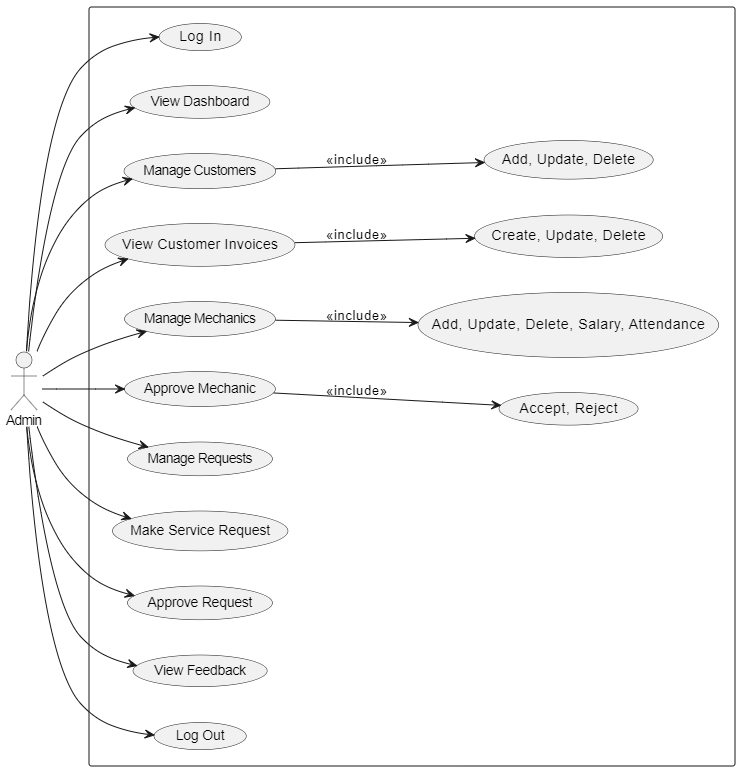 Log In
View Dashboard
Manage Customers
«include»
Add, Update, Delete
View Customer Invoices
«include»
Create, Update, Delete
Manage Mechanics
«include»
Add, Update, Delete, Salary, Attendance
Approve Mechanic
«include»
Accept, Reject
Admin
Manage Requests
Make Service Request
Approve Request
View Feedback
Log Out